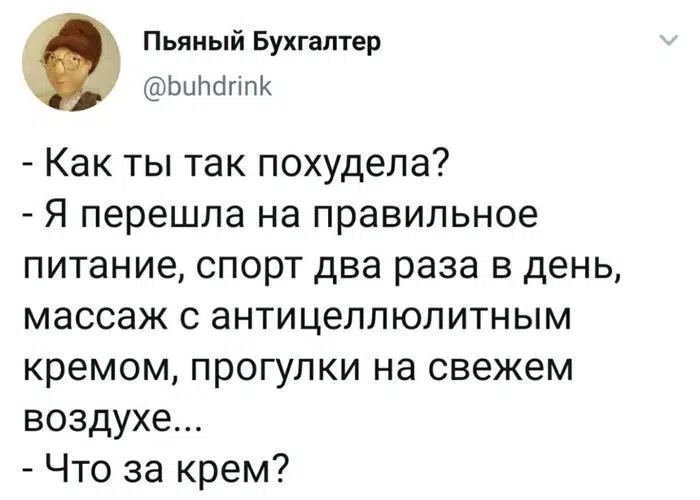 Пьяный Бухгалтер
@buhdrink
- Как ты так похудела?
- Я перешла на правильное
питание, спорт два раза в день,
массаж с антицеллюлитным
кремом, прогулки на свежем
воздухе...
- Что за крем?